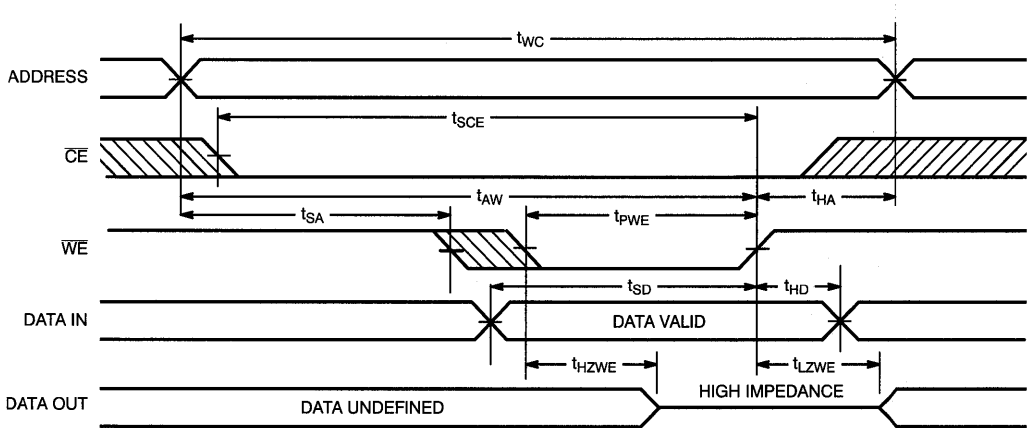 tWC
ADDRESS
tSCE
CE
tAW
tHA
tSA
tPWE
WE
tSD
tHD
DATA IN
DATA VALID
tHZWE
tLZWE
HIGH IMPEDANCE
DATA OUT
DATA UNDEFINED